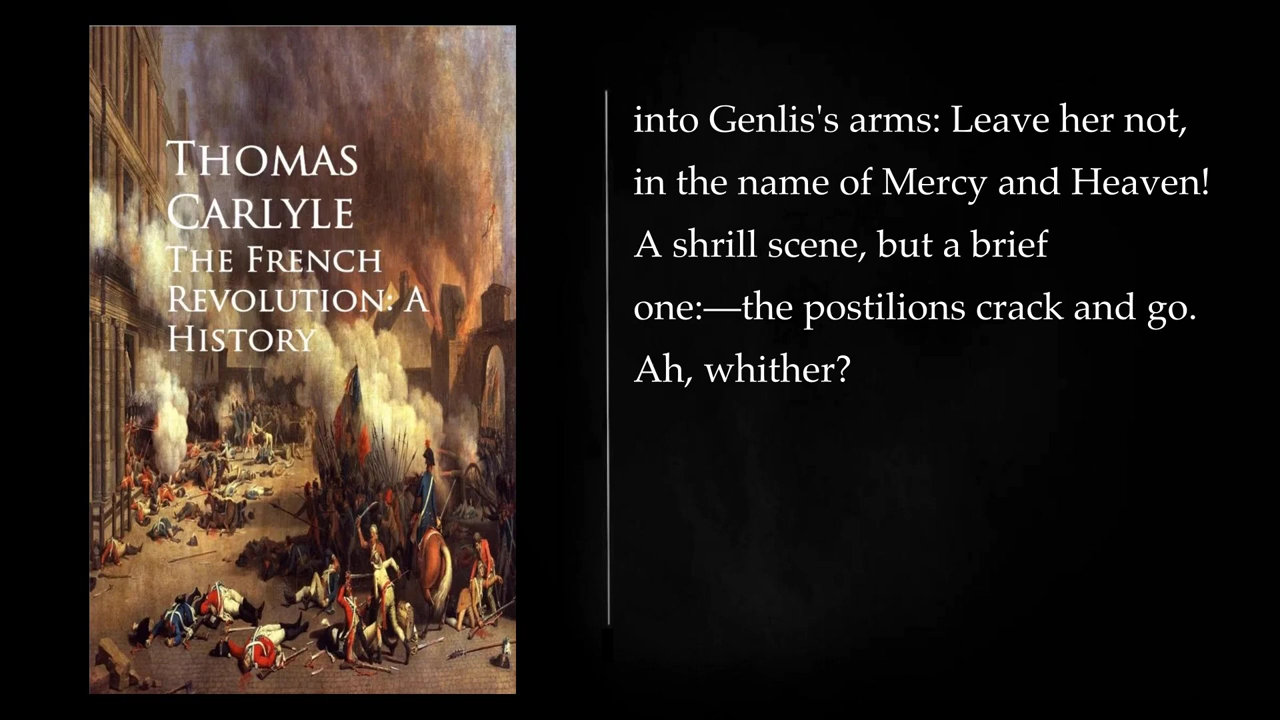 THOMAS
CARLYLE
THE FRENCH
REVOLUTION: A
HISTORY
into Genlis's arms: Leave her not,
in the name of Mercy and Heaven!
A shrill scene, but a brief
one:—the postilions crack and go.
Ah, whither?